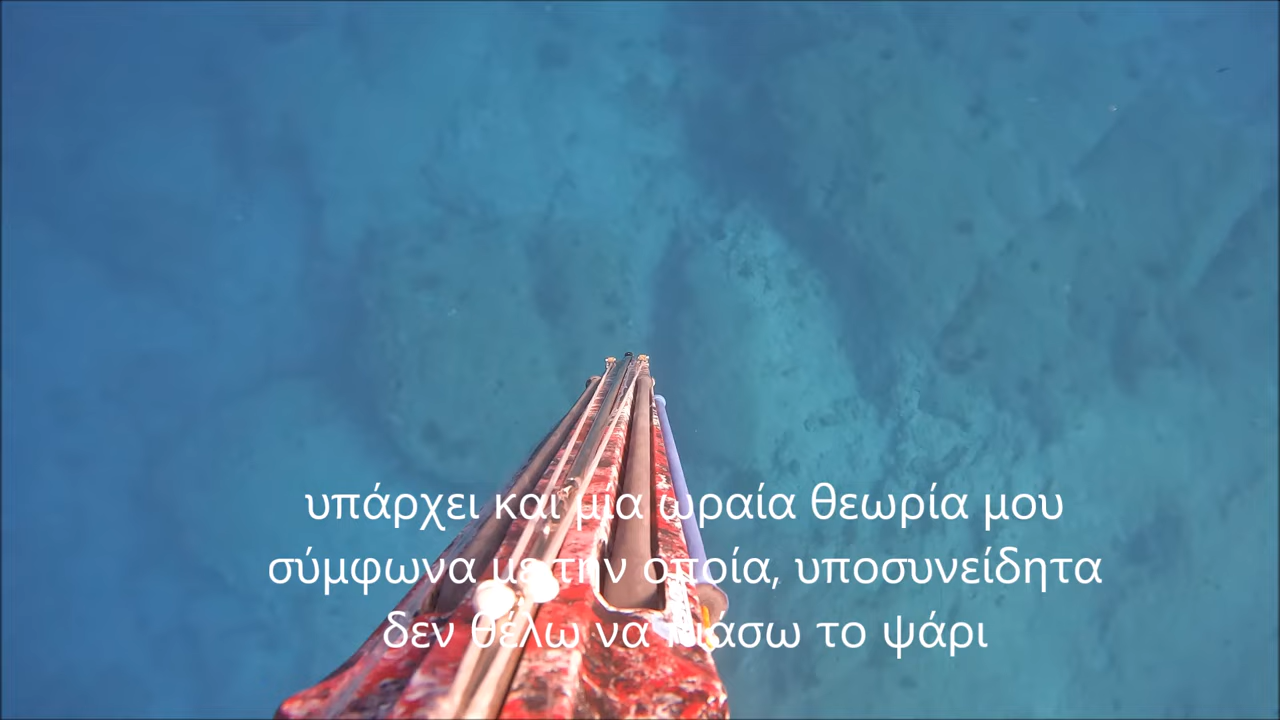 υπάρχει και μια ωραία θεωρία μου
σύμφωνα με την οποία, υποσυνείδητα
δεν θέλω να πιάσω το ψάρι